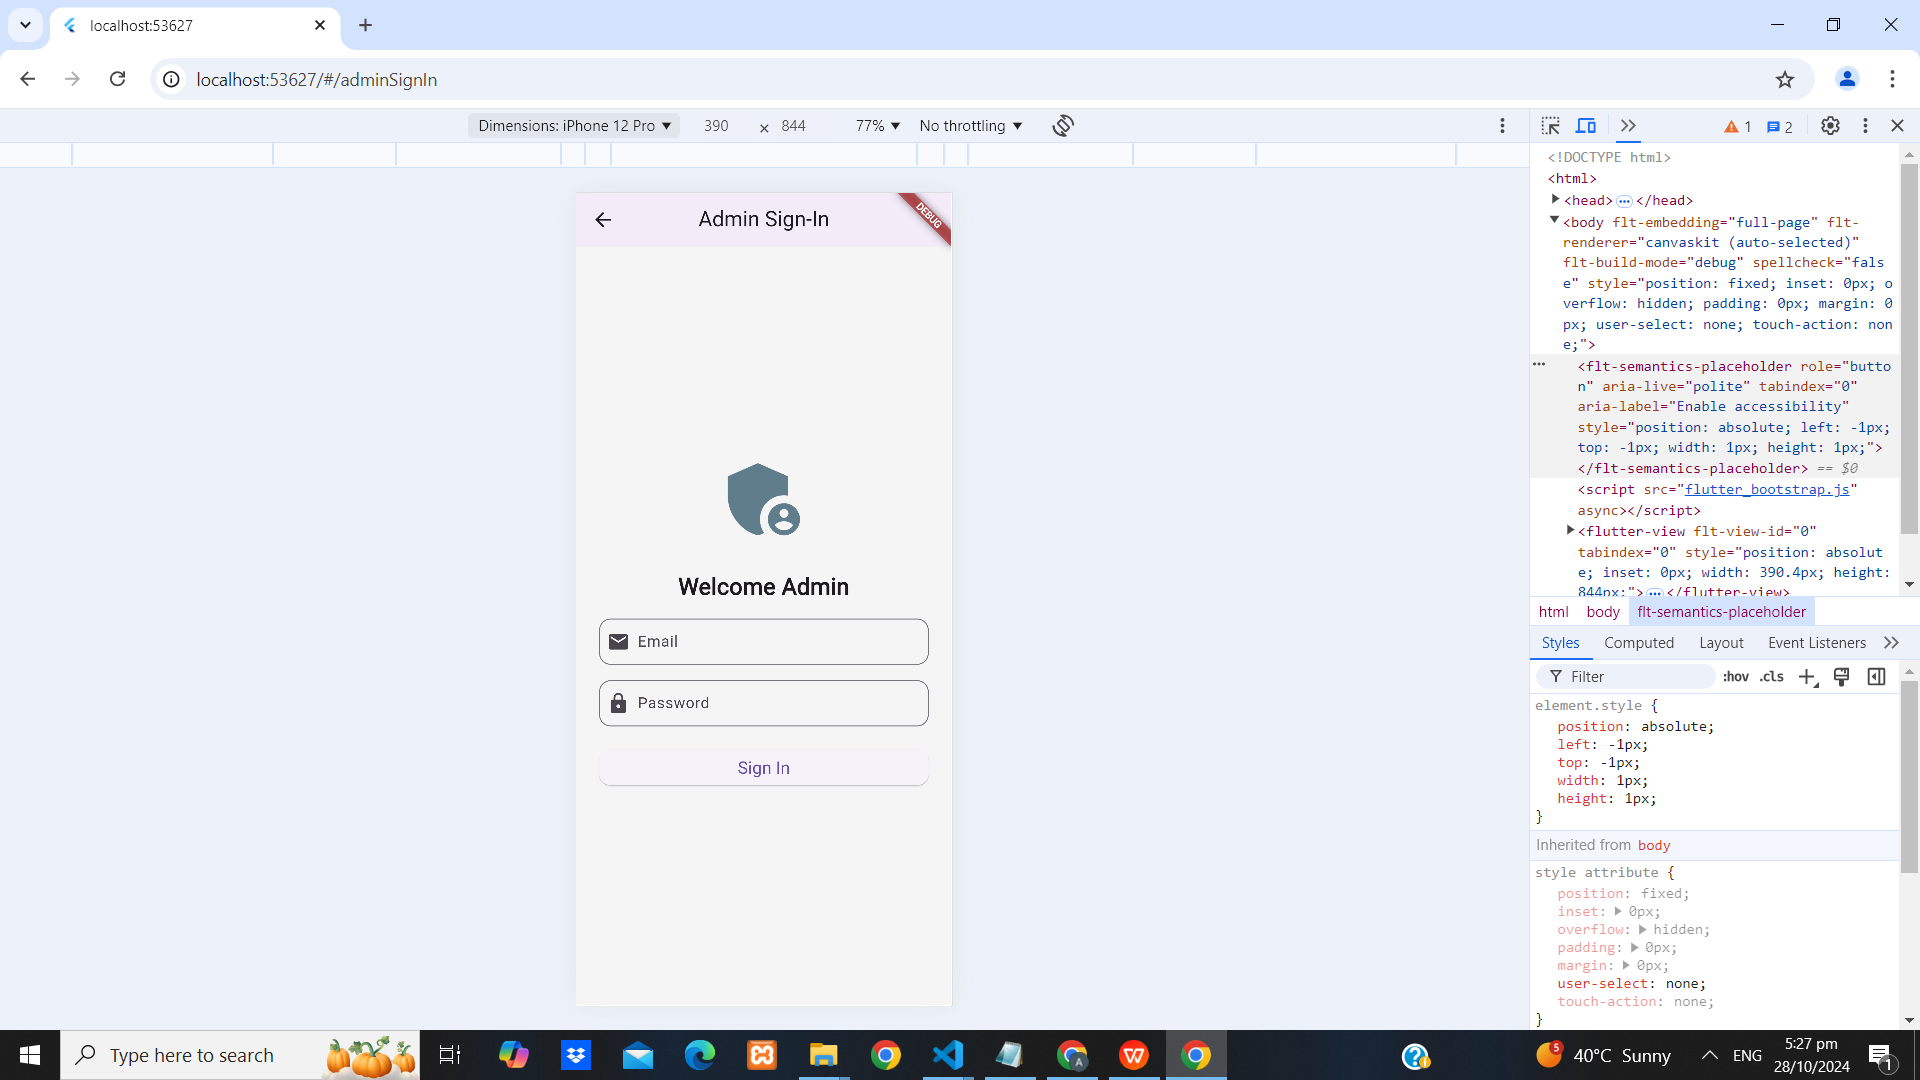 localhost:53627
localhost:53627/#/adminSignIn
Dimensions: iPhone 12 Pro
390
×
844
77%
No throttling
1
2
Admin Sign-In
DEBUG
Welcome Admin
Email
Password
Sign In
<!DOCTYPE html>
<html>
<head>
</head>
<body flt-embedding="full-page" flt-
renderer="canvaskit (auto-selected)"
flt-build-mode="debug" spellcheck="fals
e" style="position: fixed; inset: 0px; o
verflow: hidden; padding: 0px; margin: 0
px; user-select: none; touch-action: non
e;">
<flt-semantics-placeholder role="butto
n" aria-live="polite" tabindex="0"
aria-label="Enable accessibility"
style="position: absolute; left: -1px;
top: -1px; width: 1px; height: 1px;">
</flt-semantics-placeholder> == $0
<script src="flutter_bootstrap.js"
async></script>
<flutter-view flt-view-id="0"
tabindex="0" style="position: absolut
e; inset: 0px; width: 390.4px; height:
844px;">
</flutter-view>
html
body
flt-semantics-placeholder
Styles
Computed
Layout
Event Listeners
Filter
:hov
.cls
element.style {
position: absolute;
left: -1px;
top: -1px;
width: 1px;
height: 1px;
}
Inherited from body
style attribute {
position: fixed;
inset: 0px;
overflow: hidden;
padding: 0px;
margin: 0px;
user-select: none;
touch-action: none;
}
Type here to search
A
5
40°C Sunny
ENG
5:27 pm
28/10/2024
1